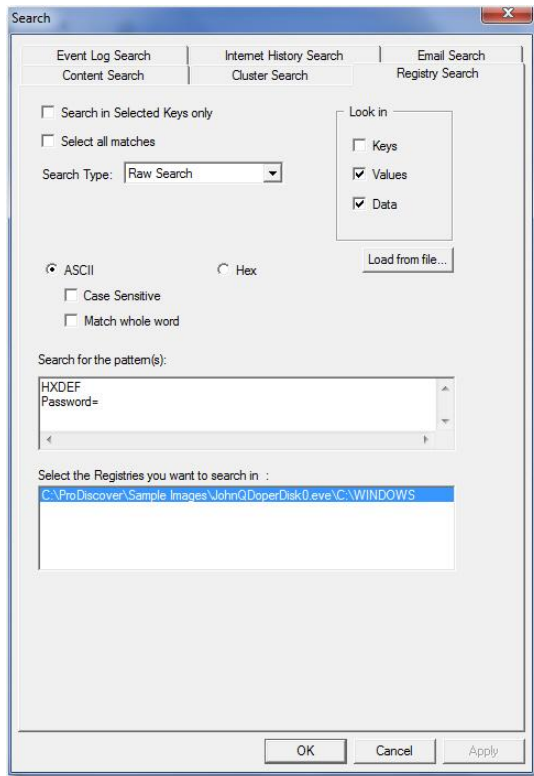 Search
Event Log Search Internet History Search Email Search
Content Search Cluster Search Registry Search
Search in Selected Keys only
Select all matches
Search Type: Raw Search
Look in
Keys
Values
Data
Load from file...
ASCII Hex
Case Sensitive
Match whole word
Search for the pattern(s):
HXDEF
Password=
Select the Registries you want to search in :
C:\ProDiscover\Sample Images\JohnQDoperDisk0.eve\C:\WINDOWS
OK Cancel Apply